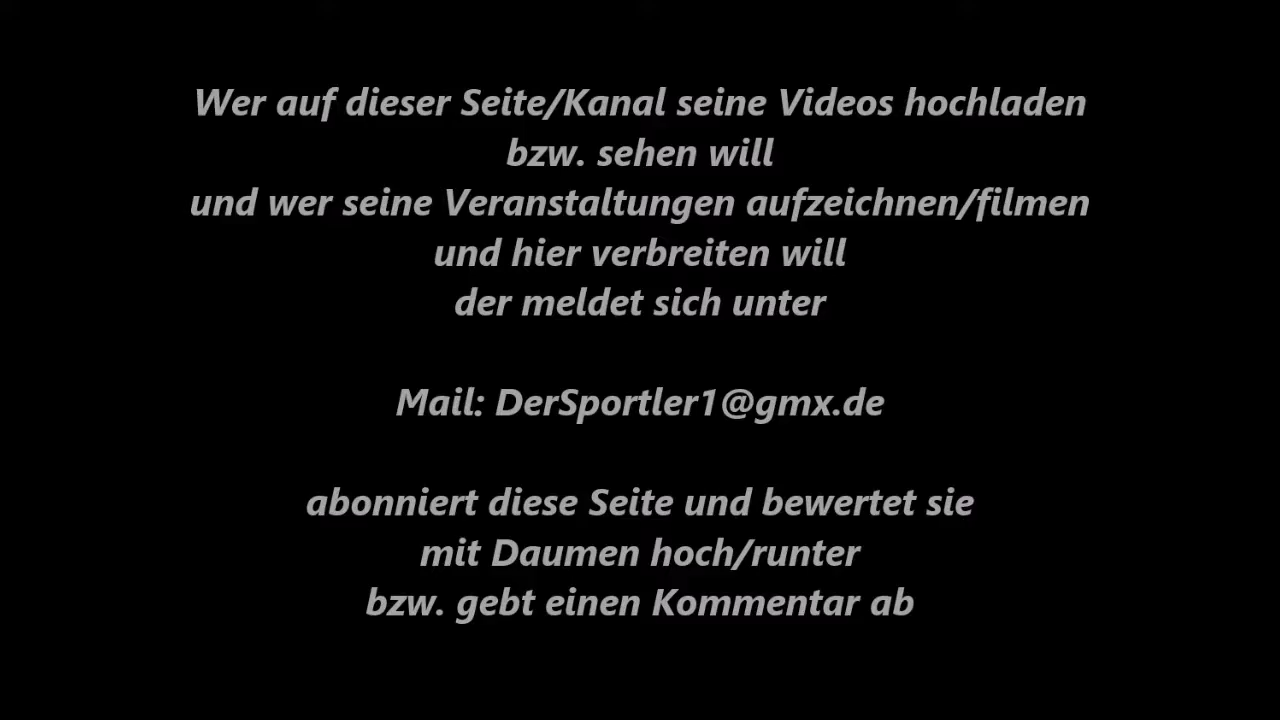 Wer auf dieser Seite/Kanal seine Videos hochladen
bzw. sehen will
und wer seine Veranstaltungen aufzeichnen/filmen
und hier verbreiten will
der meldet sich unter
Mail: DerSportler1@gmx.de
abonniert diese Seite und bewertet sie
mit Daumen hoch/runter
bzw. gebt einen Kommentar ab